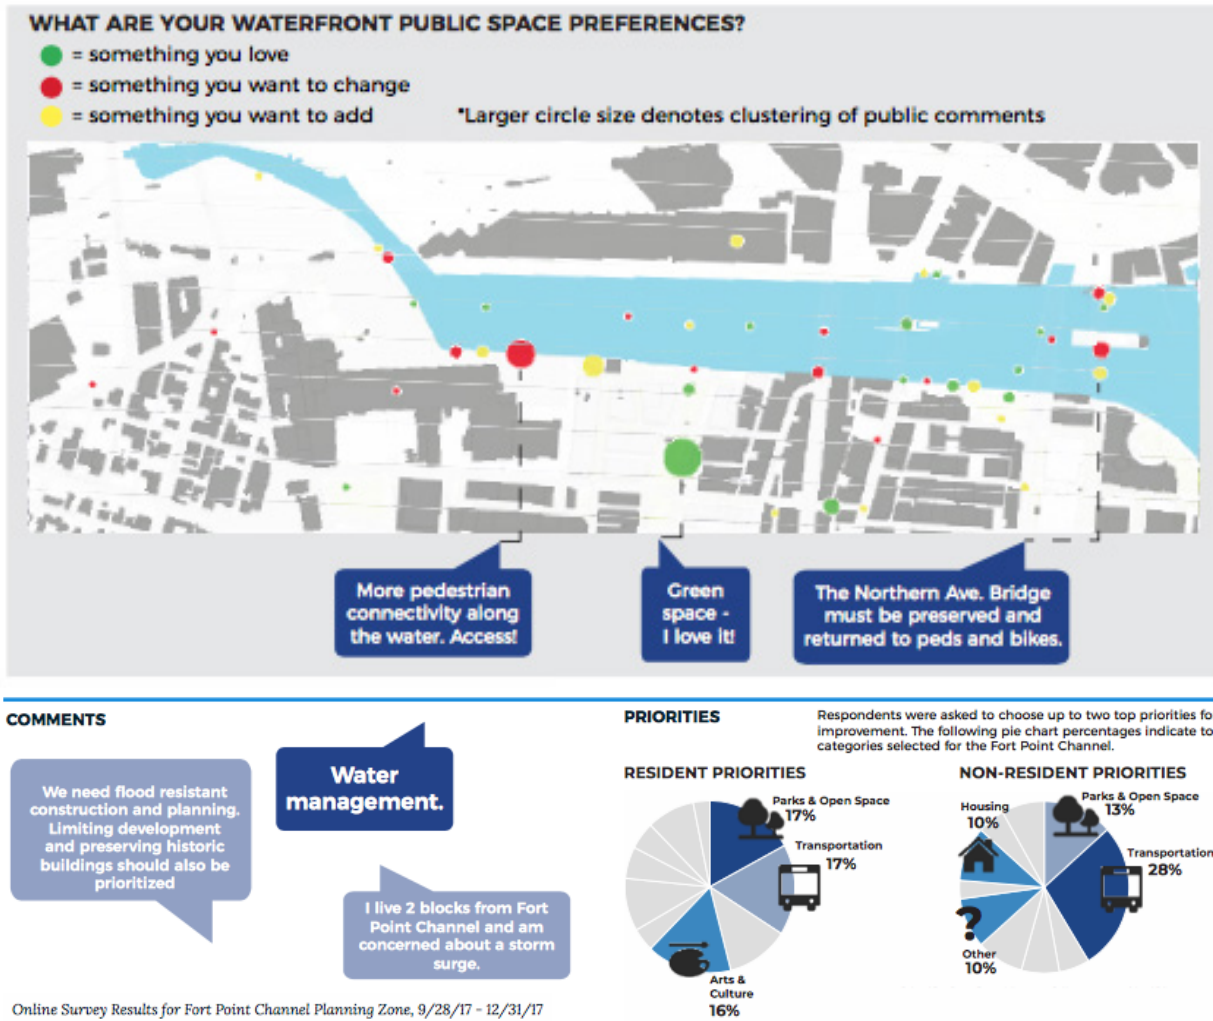 WHAT ARE YOUR WATERFRONT PUBLIC SPACE PREFERENCES?
= something you love
= something you want to change
= something you want to add
*Larger circle size denotes clustering of public comments
More pedestrian
connectivity along
the water. Access!
Green
space -
I love it!
The Northern Ave. Bridge
must be preserved and
returned to peds and bikes.
COMMENTS
We need flood resistant
construction and planning.
Limiting development
and preserving historic
buildings should also be
prioritized
Water
management.
I live 2 blocks from Fort
Point Channel and am
concerned about a storm
surge.
Online Survey Results for Fort Point Channel Planning Zone, 9/28/17 - 12/31/17
PRIORITIES
Respondents were asked to choose up to two top priorities fo
improvement. The following pie chart percentages indicate to
categories selected for the Fort Point Channel.
RESIDENT PRIORITIES
Parks & Open Space
17%
Transportation
17%
Arts &
Culture
16%
NON-RESIDENT PRIORITIES
Housing
10%
Parks & Open Space
13%
Transportation
28%
?
Other
10%